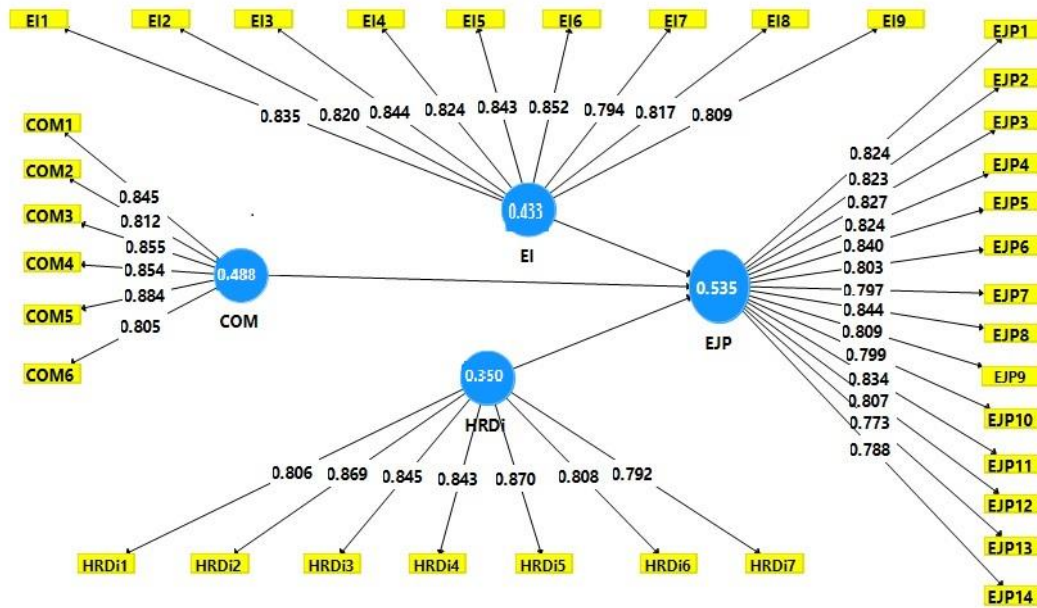 EI1 EI2 EI3 EI4 EI5 EI6 EI7 EI8 EI9
0.835 0.820 0.844 0.824 0.843 0.852 0.794 0.817 0.809
COM1
COM2
COM3
COM4
COM5
COM6
0.845
0.812
0.855
0.854
0.884
0.805
0.488
COM
0.433
EI
0.535
EJP
0.350
HRDi
0.824
0.823
0.827
0.824
0.840
0.803
0.797
0.844
0.809
0.799
0.834
0.807
0.773
0.788
EJP1
EJP2
EJP3
EJP4
EJP5
EJP6
EJP7
EJP8
EJP9
EJP10
EJP11
EJP12
EJP13
EJP14
0.806 0.869 0.845 0.843 0.870 0.808 0.792
HRDi1 HRDi2 HRDi3 HRDi4 HRDi5 HRDi6 HRDi7